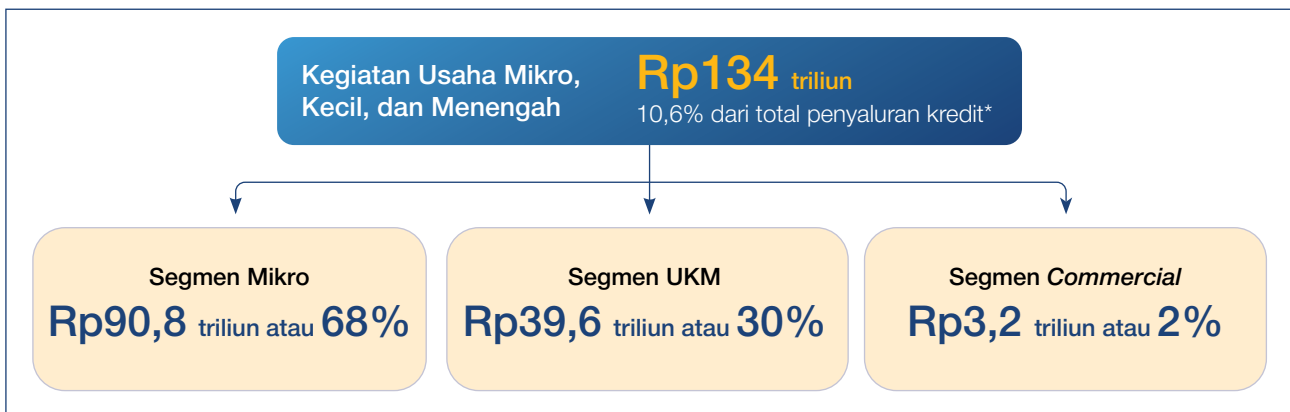 Kegiatan Usaha Mikro,
Kecil, dan Menengah
Rp134 triliun
10,6% dari total penyaluran kredit*
Segmen Mikro
Rp90,8 triliun atau 68%
Segmen UKM
Rp39,6 triliun atau 30%
Segmen Commercial
Rp3,2 triliun atau 2%